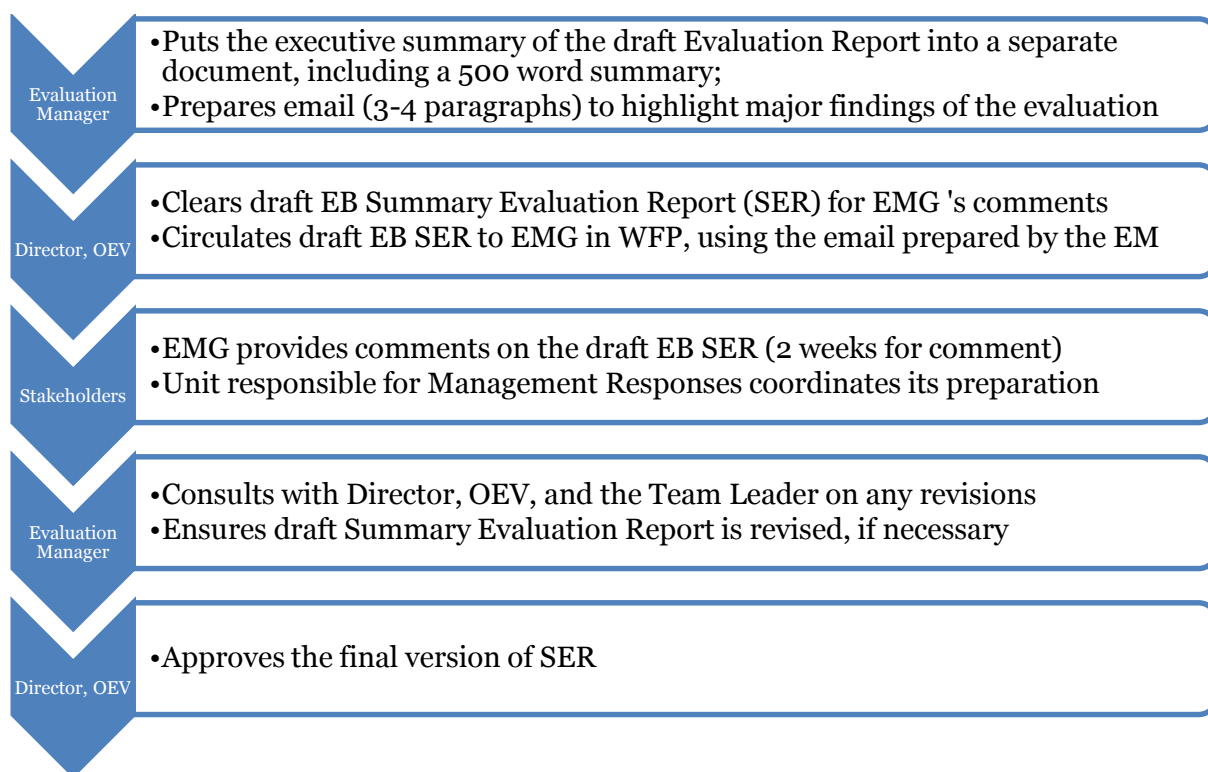 Evaluation
Manager
•Puts the executive summary of the draft Evaluation Report into a separate
document, including a 500 word summary;
•Prepares email (3-4 paragraphs) to highlight major findings of the evaluation
Director, OEV
•Clears draft EB Summary Evaluation Report (SER) for EMG 's comments
•Circulates draft EB SER to EMG in WFP, using the email prepared by the EM
Stakeholders
•EMG provides comments on the draft EB SER (2 weeks for comment)
•Unit responsible for Management Responses coordinates its preparation
Evaluation
Manager
•Consults with Director, OEV, and the Team Leader on any revisions
•Ensures draft Summary Evaluation Report is revised, if necessary
Director, OEV
•Approves the final version of SER